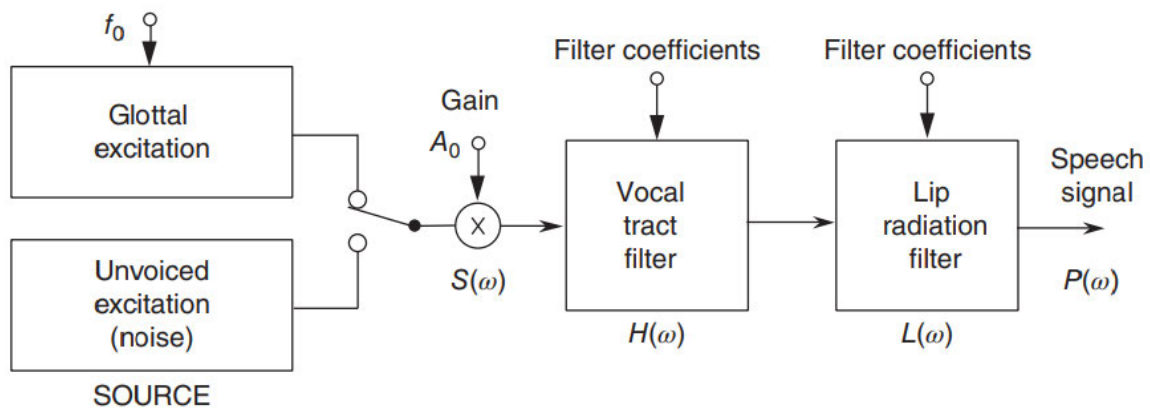 f0
Glottal
excitation
Unvoiced
excitation
(noise)
SOURCE
Gain
A0
X
S(ω)
Filter coefficients
Vocal
tract
filter
H(ω)
Filter coefficients
Lip
radiation
filter
L(ω)
Speech
signal
P(ω)